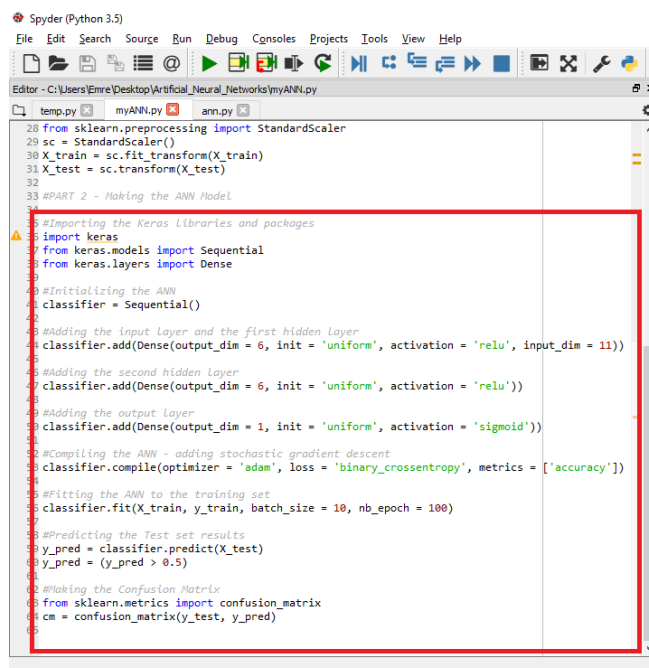 Spyder (Python 3.5)
File Edit Search Source Run Debug Consoles Projects Tools View Help
Editor - C:\Users\Emre\Desktop\Artificial_Neural_Networks\myANN.py
temp.py myANN.py ann.py
28 from sklearn.preprocessing import StandardScaler
29 sc = StandardScaler()
30 X_train = sc.fit_transform(X_train)
31 X_test = sc.transform(X_test)
32
33 #PART 2 - Making the ANN Model
34
35 #Importing the Keras libraries and packages
36 import keras
37 from keras.models import Sequential
38 from keras.layers import Dense
39
40 #Initializing the ANN
41 classifier = Sequential()
42
43 #Adding the input layer and the first hidden layer
44 classifier.add(Dense(output_dim = 6, init = 'uniform', activation = 'relu', input_dim = 11))
45
46 #Adding the second hidden layer
47 classifier.add(Dense(output_dim = 6, init = 'uniform', activation = 'relu'))
48
49 #Adding the output layer
50 classifier.add(Dense(output_dim = 1, init = 'uniform', activation = 'sigmoid'))
51
52 #Compiling the ANN - adding stochastic gradient descent
53 classifier.compile(optimizer = 'adam', loss = 'binary_crossentropy', metrics = ['accuracy'])
54
55 #Fitting the ANN to the training set
56 classifier.fit(X_train, y_train, batch_size = 10, nb_epoch = 100)
57
58 #Predicting the Test set results
59 y_pred = classifier.predict(X_test)
60 y_pred = (y_pred > 0.5)
61
62 #Making the Confusion Matrix
63 from sklearn.metrics import confusion_matrix
64 cm = confusion_matrix(y_test, y_pred)
65